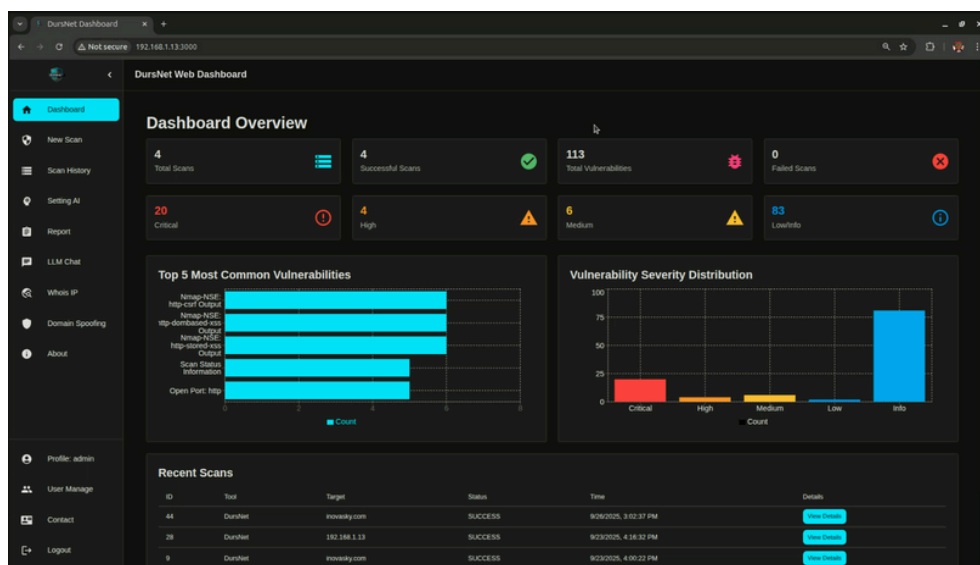 DursNet Dashboard
Not secure 192.168.1.13:3000
DursNet Web Dashboard
Dashboard
New Scan
Scan History
Setting AI
Report
LLM Chat
Whois IP
Domain Spoofing
About
Profile: admin
User Manage
Contact
Logout
Dashboard Overview
4
Total Scans
4
Successful Scans
113
Total Vulnerabilities
0
Failed Scans
20
Critical
4
High
6
Medium
83
Low/Info
Top 5 Most Common Vulnerabilities
Nmap-NSE:
http-csrf Output
Nmap-NSE:
ttp-dombased-xss
Output
Nmap-NSE:
http-stored-xss
Output
Scan Status
Information
Open Port: http
0 2 4 6 8
Count
Vulnerability Severity Distribution
100
75
50
25
0
Critical High Medium Low Info
Count
Recent Scans
ID Tool Target Status Time Details
44 DursNet inovasky.com SUCCESS 9/26/2025, 3:02:37 PM View Details
28 DursNet 192.168.1.13 SUCCESS 9/23/2025, 4:16:32 PM View Details
9 DursNet inovasky.com SUCCESS 9/23/2025, 4:00:22 PM View Details